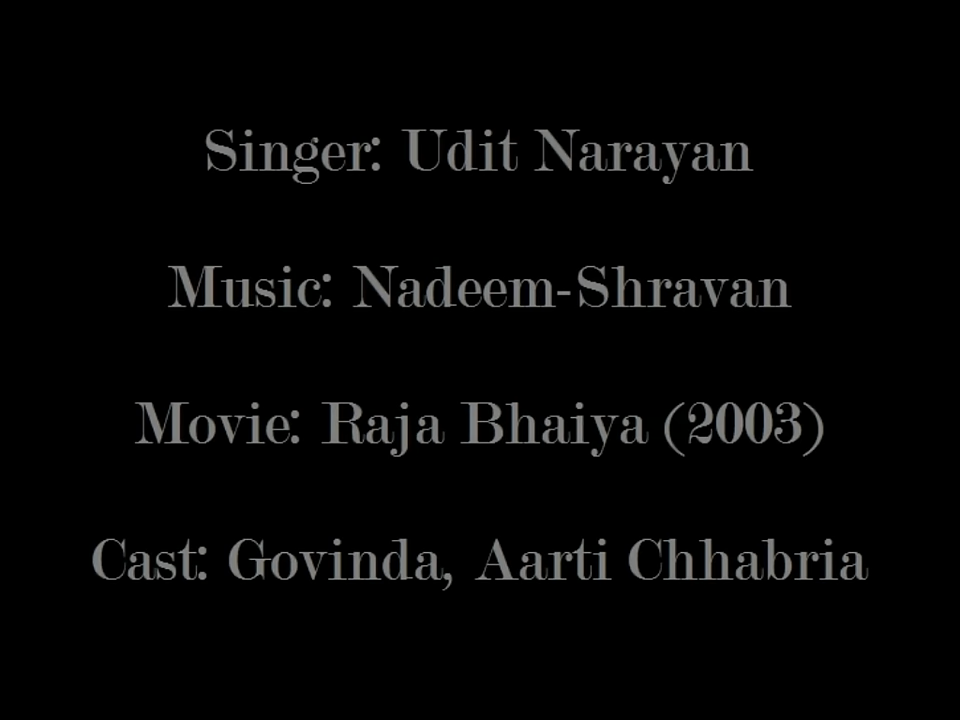 Singer: Udit Narayan
Music: Nadeem-Shravan
Movie: Raja Bhaiya (2003)
Cast: Govinda, Aarti Chhabria